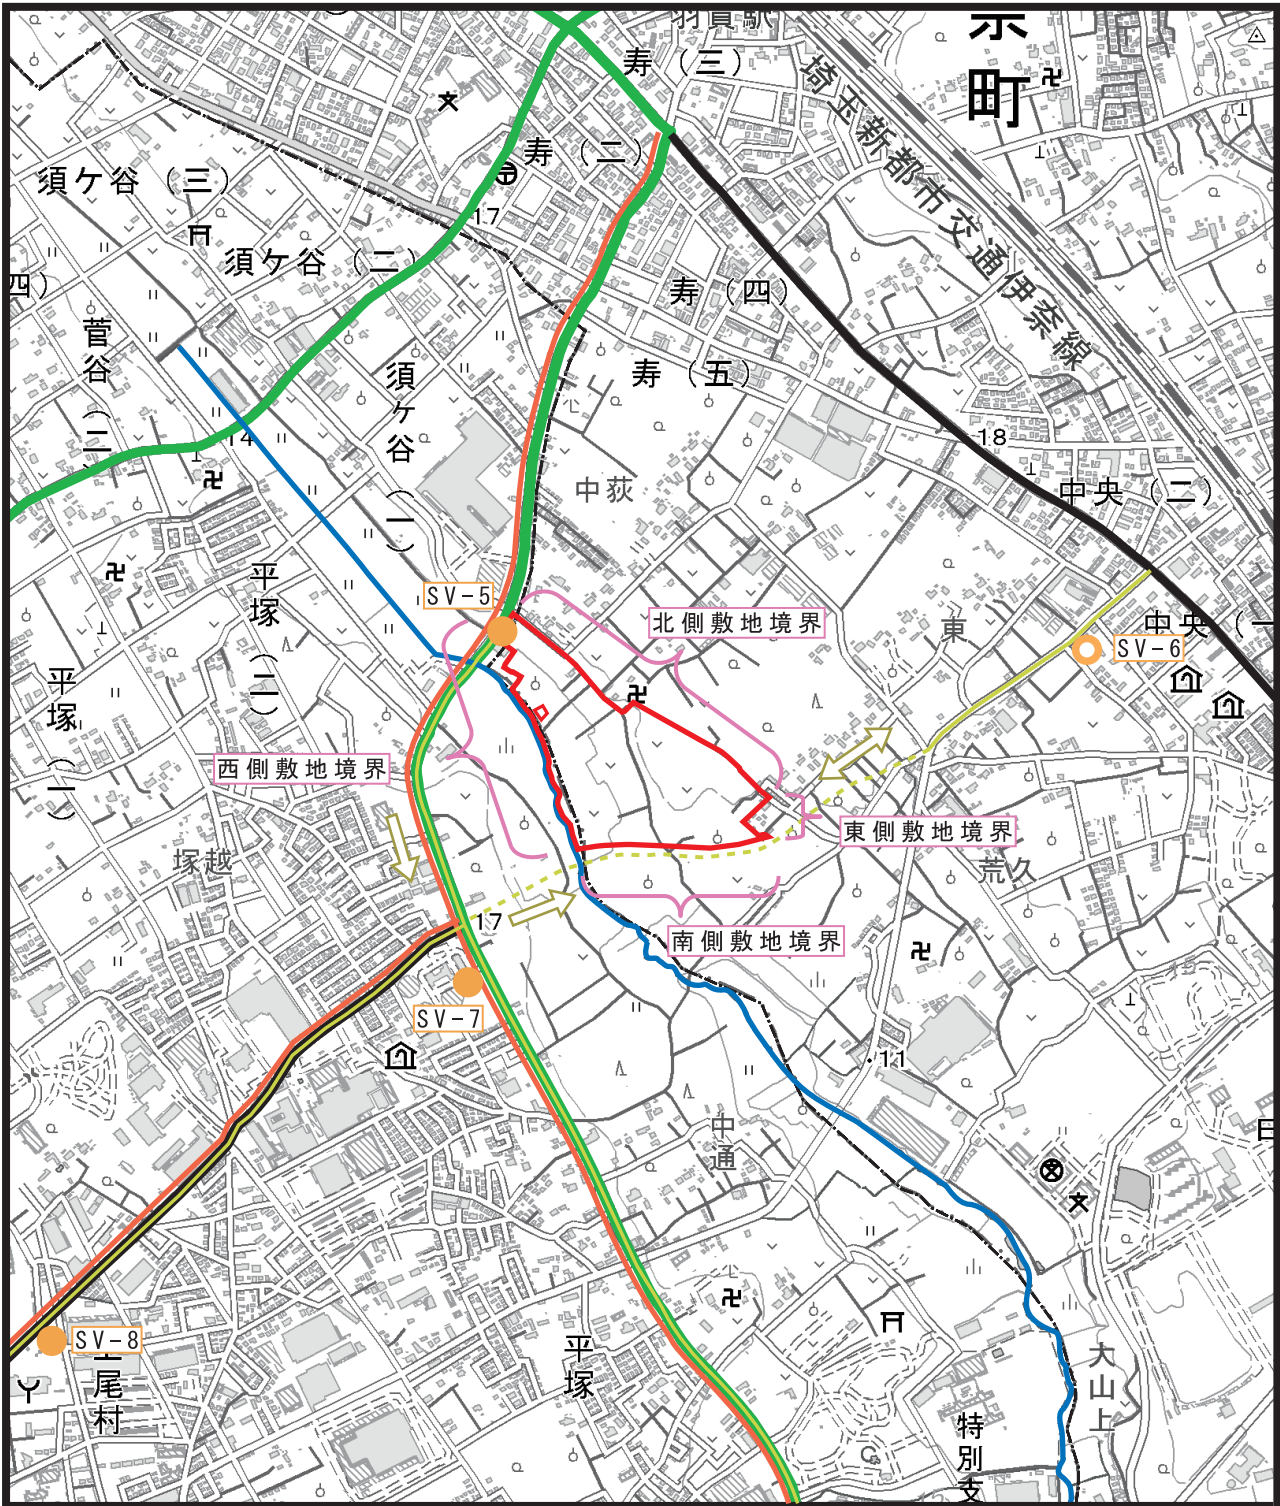 寿（三）
町
埼玉新都市交通伊奈線
須ケ谷（三）
寿（二）
17
須ケ谷（二）
寿（四）
四）
菅谷（二）
須ケ谷（一）
寿（五）
14
18
中荻
中央（二）
平塚（二）
SV-5
北側敷地境界
東
中央（一
SV-6
平塚（一）
西側敷地境界
東側敷地境界
塚越
荒久
17
南側敷地境界
SV-7
11
中通
SV-8
尾村
平塚
大山上
特別支